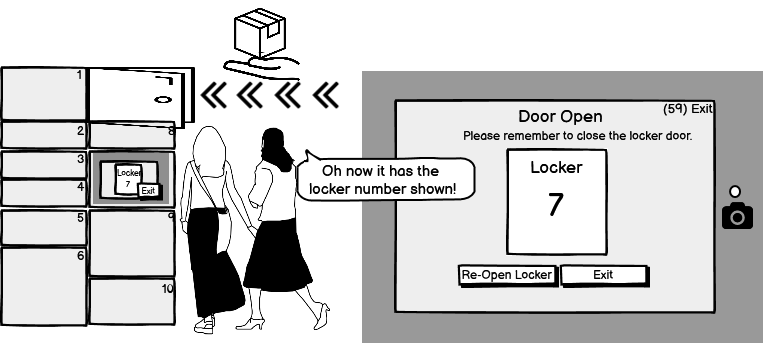 1
2
8
3
4
Locker
7
Exit
5
9
6
10
Oh now it has the
locker number shown!
(59) Exit
Door Open
Please remember to close the locker door.
Locker
7
Re-Open Locker
Exit